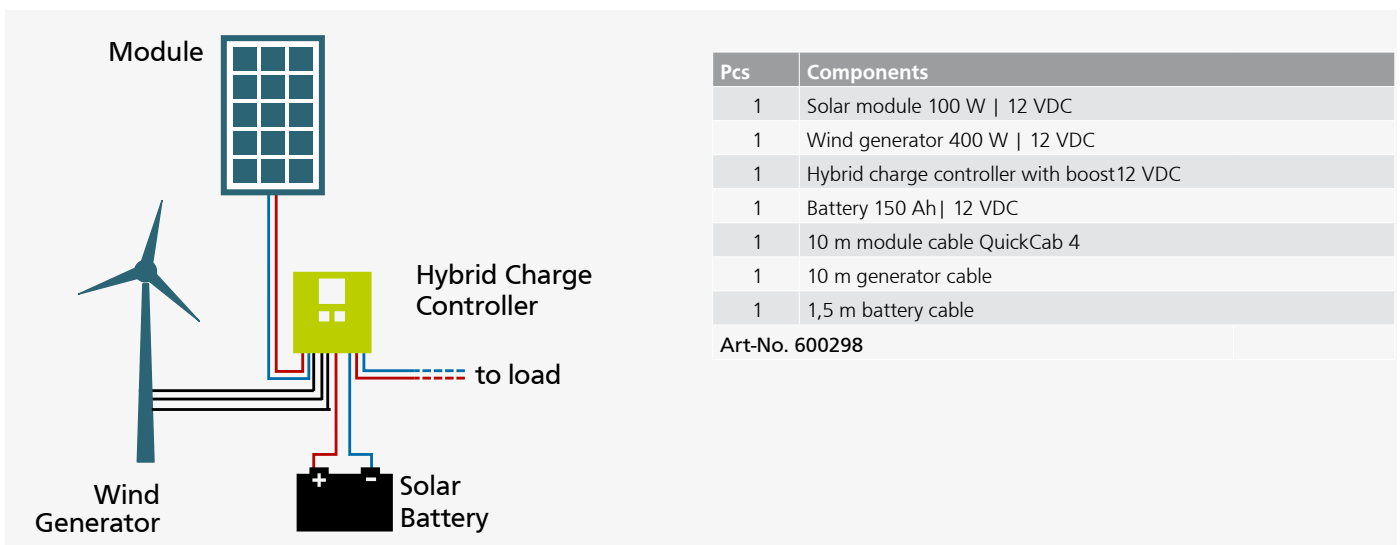 Module
Hybrid Charge
Controller
to load
+ -
Solar
Battery
Wind
Generator
Pcs Components
1 Solar module 100 W | 12 VDC
1 Wind generator 400 W | 12 VDC
1 Hybrid charge controller with boost12 VDC
1 Battery 150 Ah| 12 VDC
1 10 m module cable QuickCab 4
1 10 m generator cable
1 1,5 m battery cable
Art-No. 600298